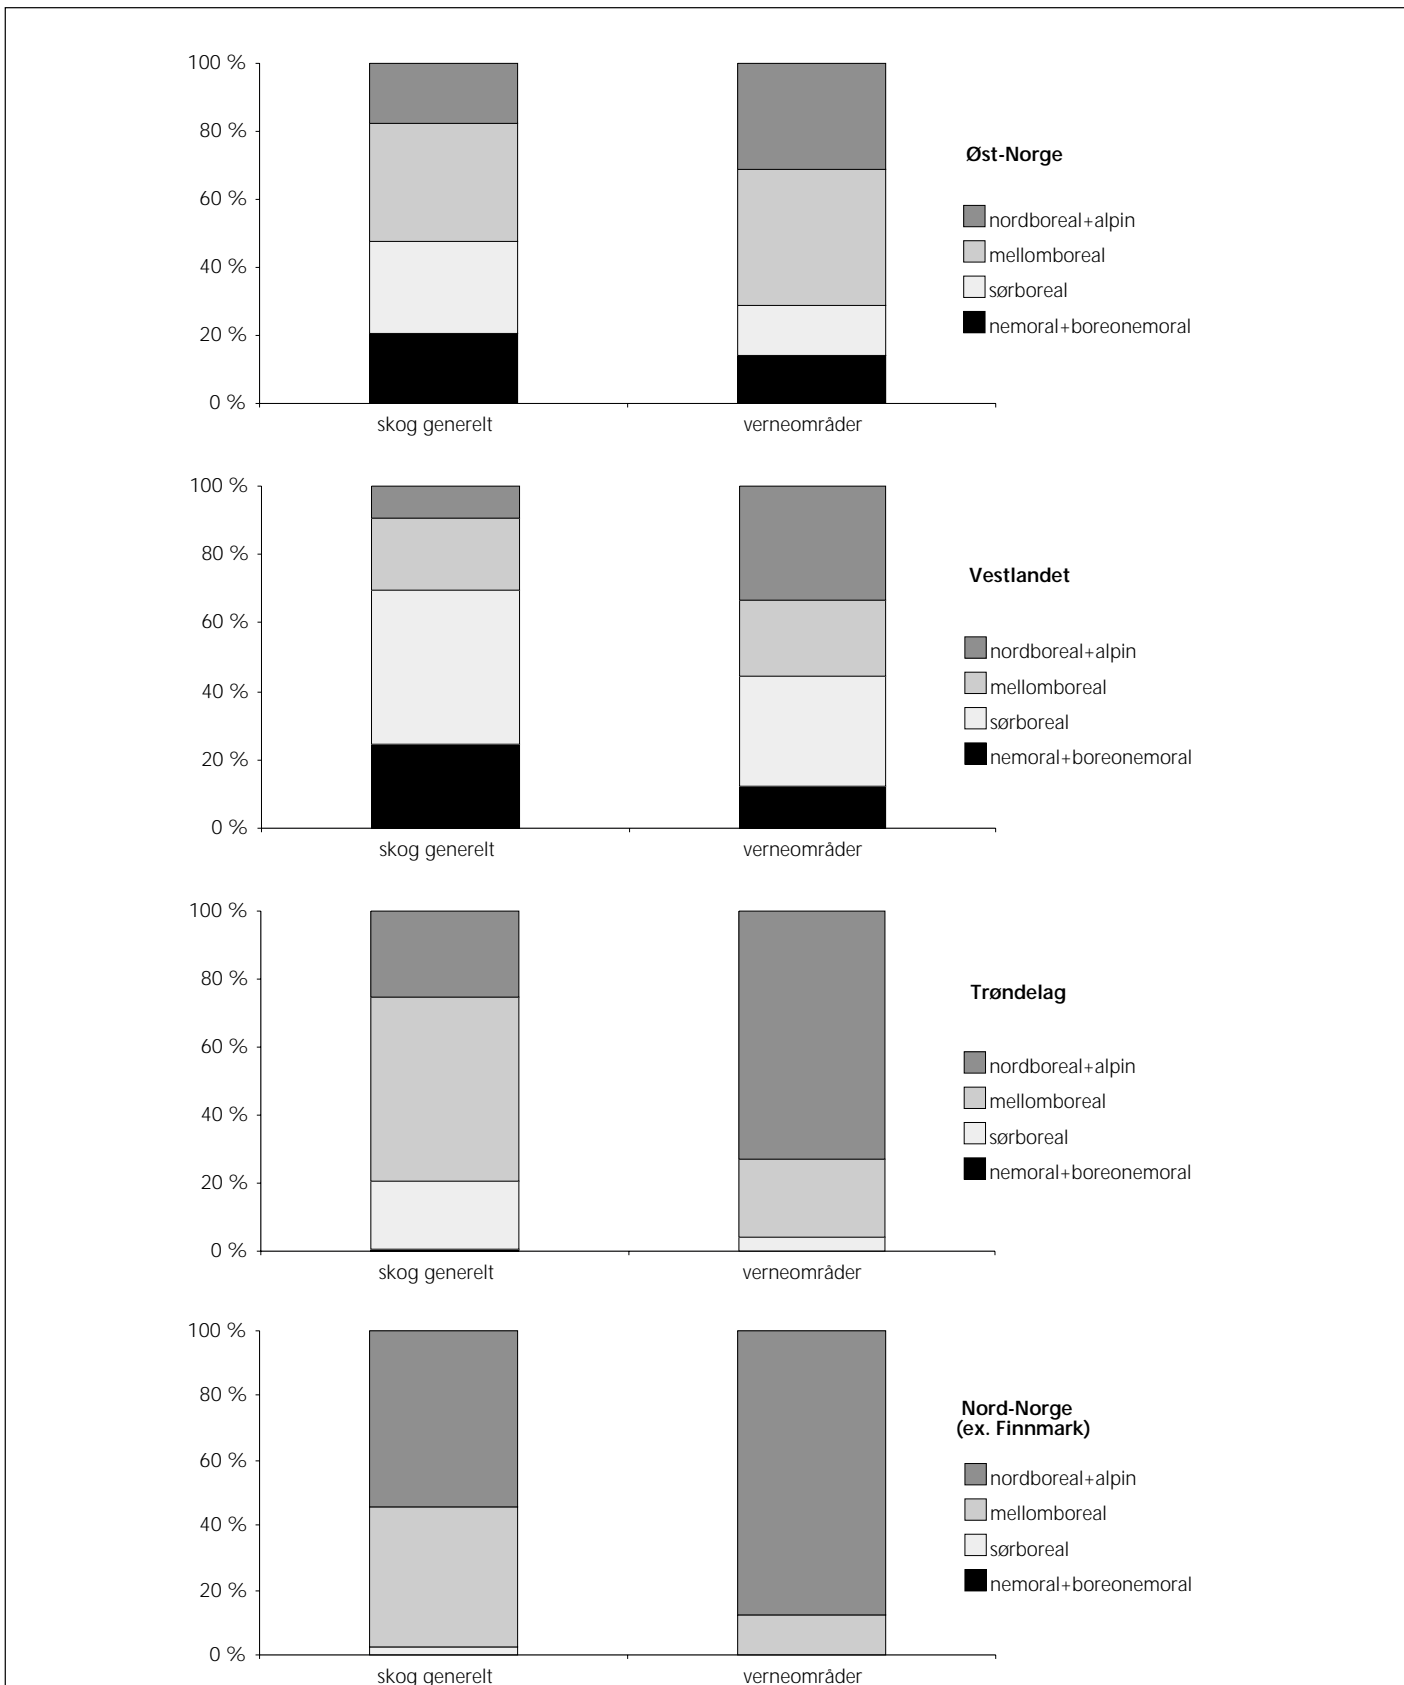 100 %
80 %
60 %
40 %
20 %
0 %
skog generelt
verneområder
Øst-Norge
nordboreal+alpin
mellomboreal
sørboreal
nemoral+boreonemoral
100 %
80 %
60 %
40 %
20 %
0 %
skog generelt
verneområder
Vestlandet
nordboreal+alpin
mellomboreal
sørboreal
nemoral+boreonemoral
100 %
80 %
60 %
40 %
20 %
0 %
skog generelt
verneområder
Trøndelag
nordboreal+alpin
mellomboreal
sørboreal
nemoral+boreonemoral
100 %
80 %
60 %
40 %
20 %
0 %
skog generelt
verneområder
Nord-Norge
(ex. Finnmark)
nordboreal+alpin
mellomboreal
sørboreal
nemoral+boreonemoral